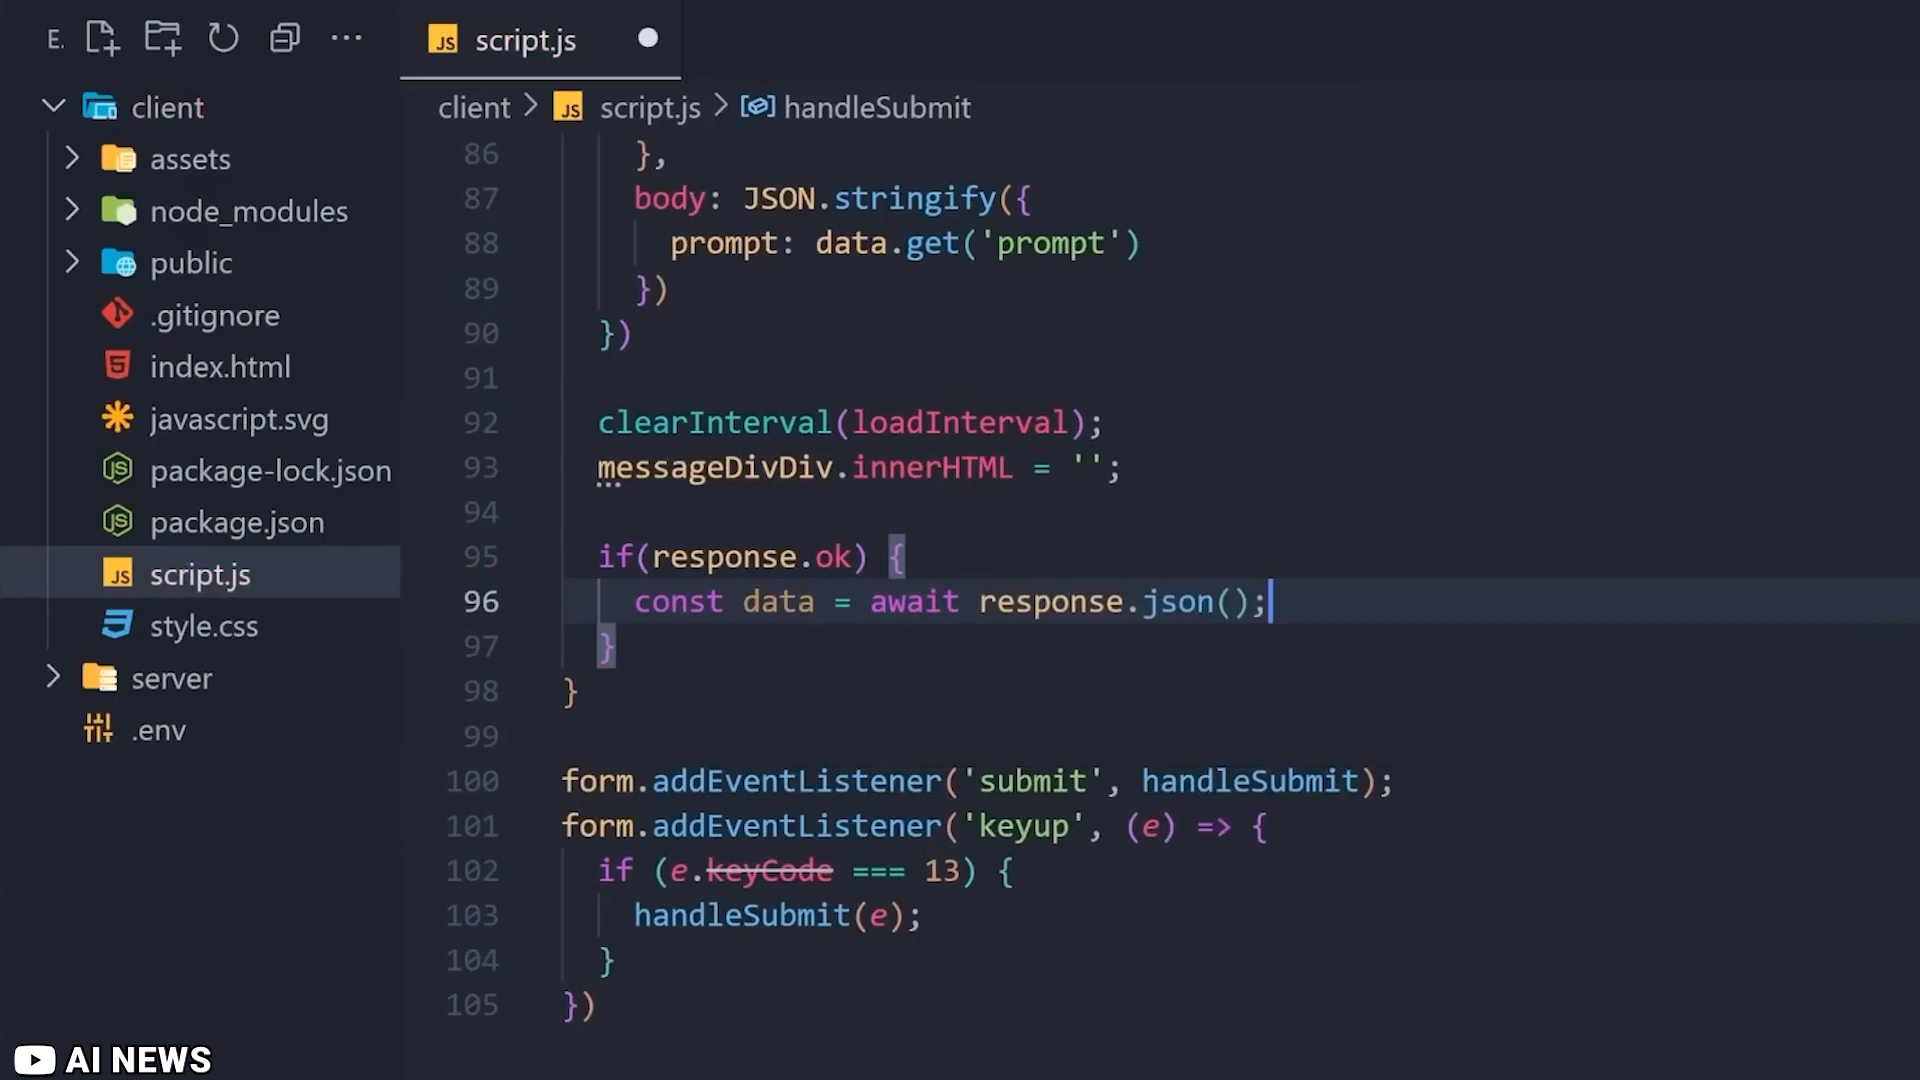 E.
script.js
client
assets
node_modules
public
.gitignore
index.html
javascript.svg
package-lock.json
package.json
script.js
style.css
server
.env
client > script.js > handleSubmit
86 },
87 body: JSON.stringify({
88 prompt: data.get('prompt')
89 })
90 })
91
92 clearInterval(loadInterval);
93 messageDivDiv.innerHTML = '';
94
95 if(response.ok) {
96 const data = await response.json();
97 }
98 }
99
100 form.addEventListener('submit', handleSubmit);
101 form.addEventListener('keyup', (e) => {
102 if (e.keyCode === 13) {
103 handleSubmit(e);
104 }
105 })
AI NEWS